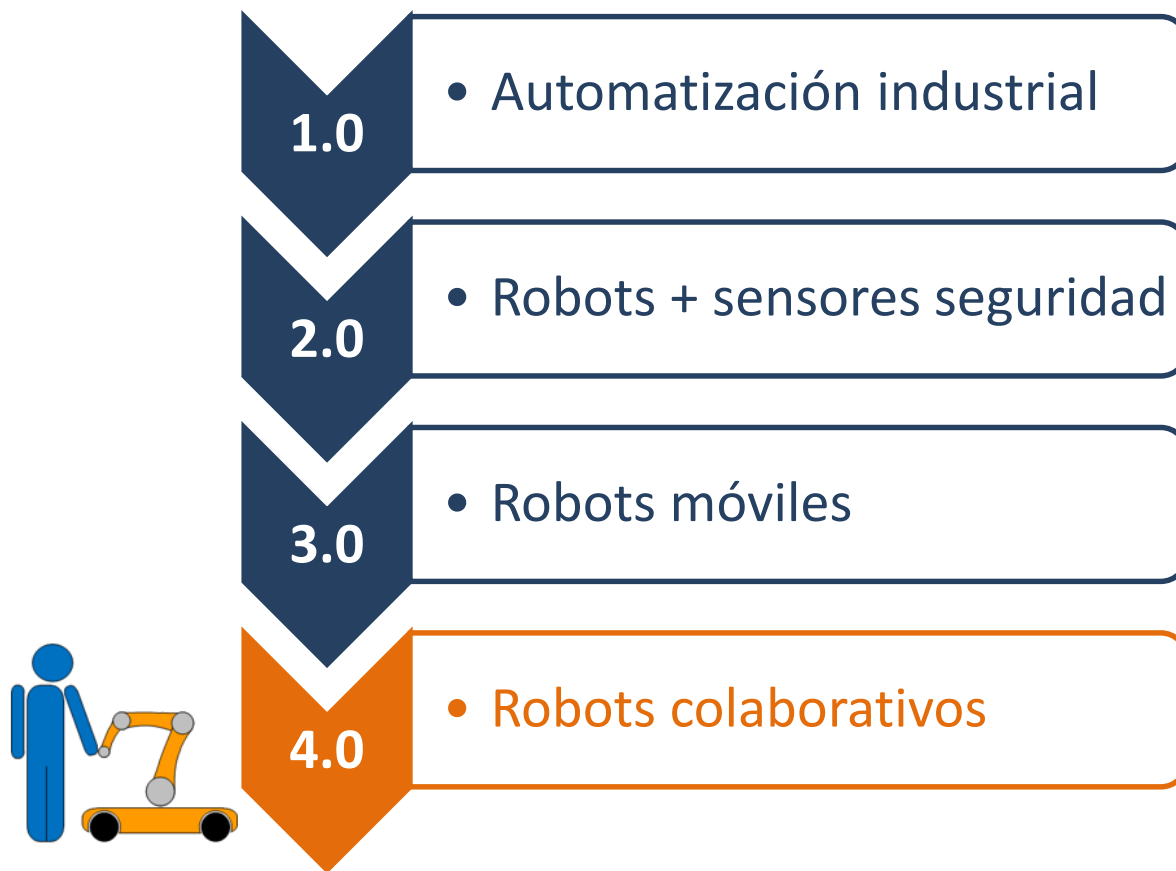 1.0
• Automatización industrial
2.0
• Robots + sensores seguridad
3.0
• Robots móviles
4.0
• Robots colaborativos